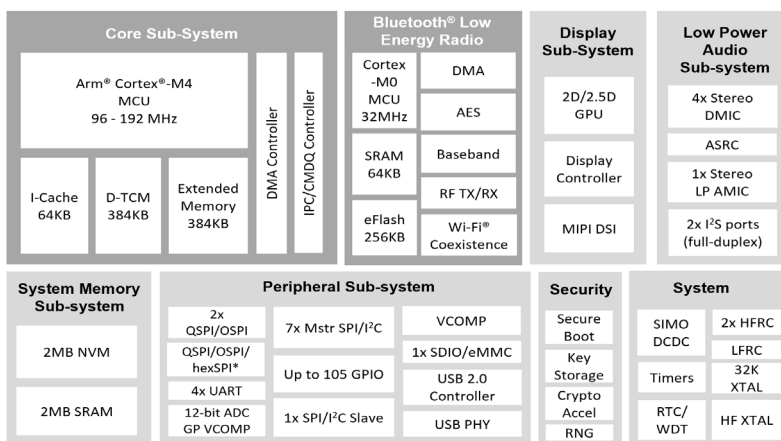 Core Sub-System
Arm® Cortex®-M4
MCU
96 - 192 MHz
I-Cache
64KB
D-TCM
384KB
Extended
Memory
384KB
DMA Controller
IPC/CMDQ Controller
Bluetooth® Low
Energy Radio
Cortex
-M0
MCU
32MHz
SRAM
64KB
eFlash
256KB
DMA
AES
Baseband
RF TX/RX
Wi-Fi®
Coexistence
Display
Sub-System
2D/2.5D
GPU
Display
Controller
MIPI DSI
Low Power
Audio
Sub-system
4x Stereo
DMIC
ASRC
1x Stereo
LP AMIC
2x I²S ports
(full-duplex)
System Memory
Sub-system
2MB NVM
2MB SRAM
Peripheral Sub-system
2x
QSPI/OSPI
QSPI/OSPI/
hexSPI*
4x UART
12-bit ADC
GP VCOMP
7x Mstr SPI/I²C
Up to 105 GPIO
1x SPI/I²C Slave
VCOMP
1x SDIO/eMMC
USB 2.0
Controller
USB PHY
Security
Secure
Boot
Key
Storage
Crypto
Accel
RNG
System
SIMO
DCDC
Timers
RTC/
WDT
2x HFRC
LFRC
32K
XTAL
HF XTAL